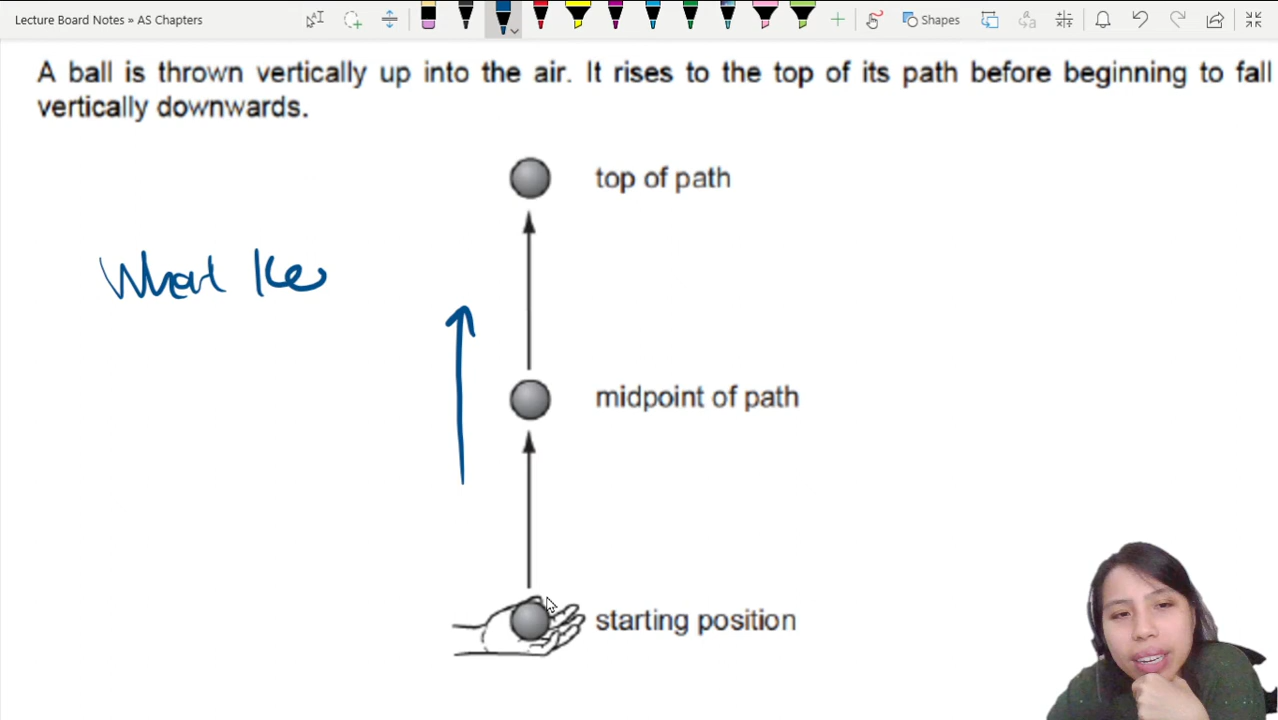 Lecture Board Notes » AS Chapters
Shapes
A ball is thrown vertically up into the air. It rises to the top of its path before beginning to fall
vertically downwards.
top of path
What
midpoint of path
starting position